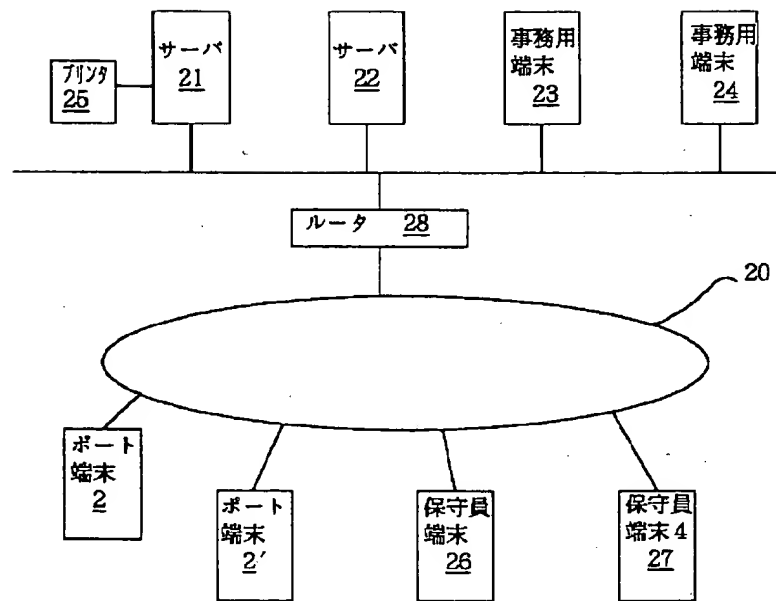 サーバ
21
サーバ
22
事務用
端末
23
事務用
端末
24
プリンタ
25
ルータ 28
20
ポート
端末
2
ポート
端末
2′
保守員
端末
26
保守員
端末4
27